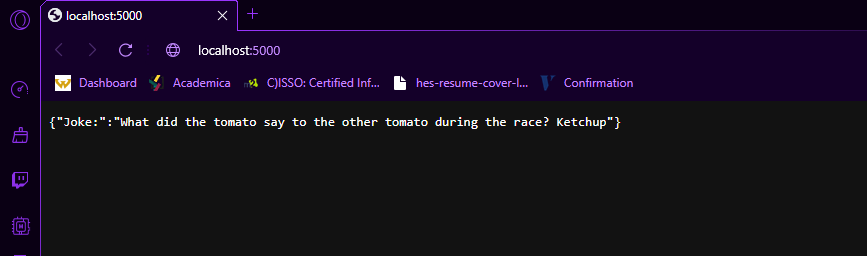 localhost:5000
localhost:5000
Dashboard Academica C)ISSO: Certified Inf... hes-resume-cover-l... Confirmation
{"Joke:":"What did the tomato say to the other tomato during the race? Ketchup"}